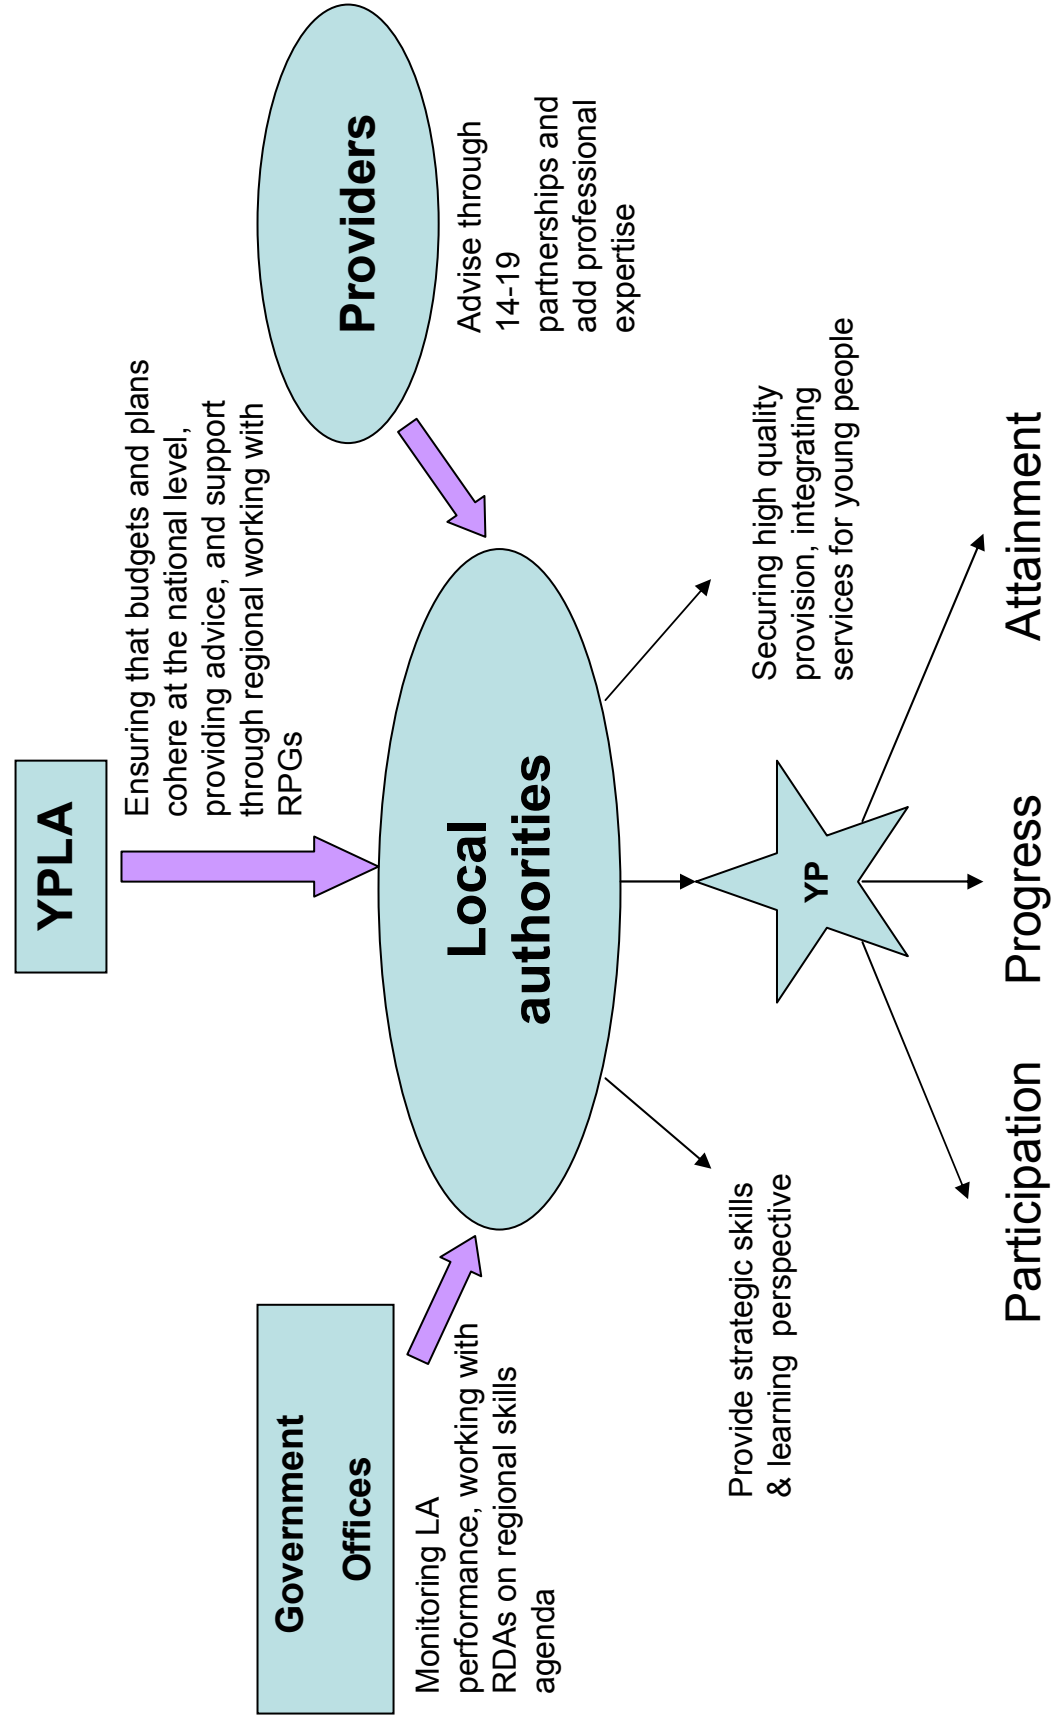 YPLA
Ensuring that budgets and plans
cohere at the national level,
providing advice, and support
through regional working with
RPGs
Government
Offices
Monitoring LA
performance, working with
RDAs on regional skills
agenda
Providers
Advise through
14-19
partnerships and
add professional
expertise
Local
authorities
Provide strategic skills
& learning perspective
Securing high quality
provision, integrating
services for young people
YP
Participation
Progress
Attainment